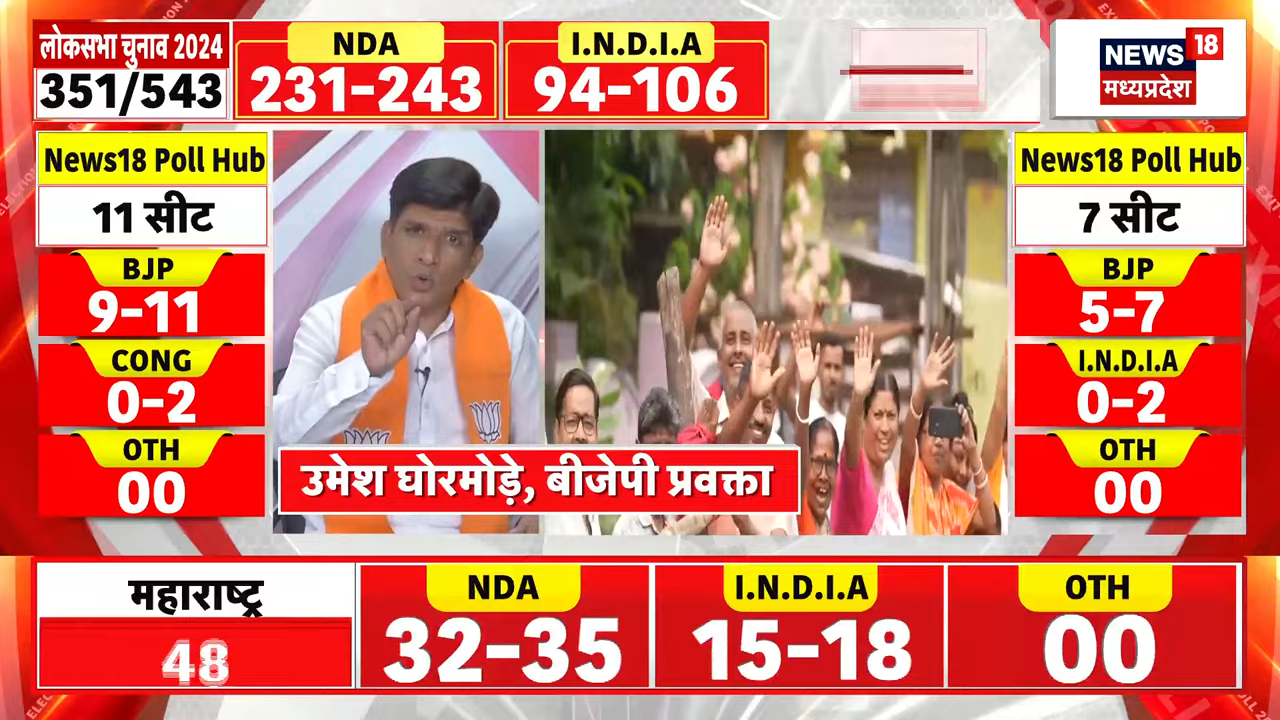 लोकसभा चुनाव 2024
351/543
NDA
231-243
I.N.D.I.A
94-106
NEWS 18
मध्यप्रदेश
News18 Poll Hub
11 सीट
BJP
9-11
CONG
0-2
OTH
00
News18 Poll Hub
7 सीट
BJP
5-7
I.N.D.I.A
0-2
OTH
00
उमेश घोरमोड़े, बीजेपी प्रवक्ता
महाराष्ट्र
48
NDA
32-35
I.N.D.I.A
15-18
OTH
00